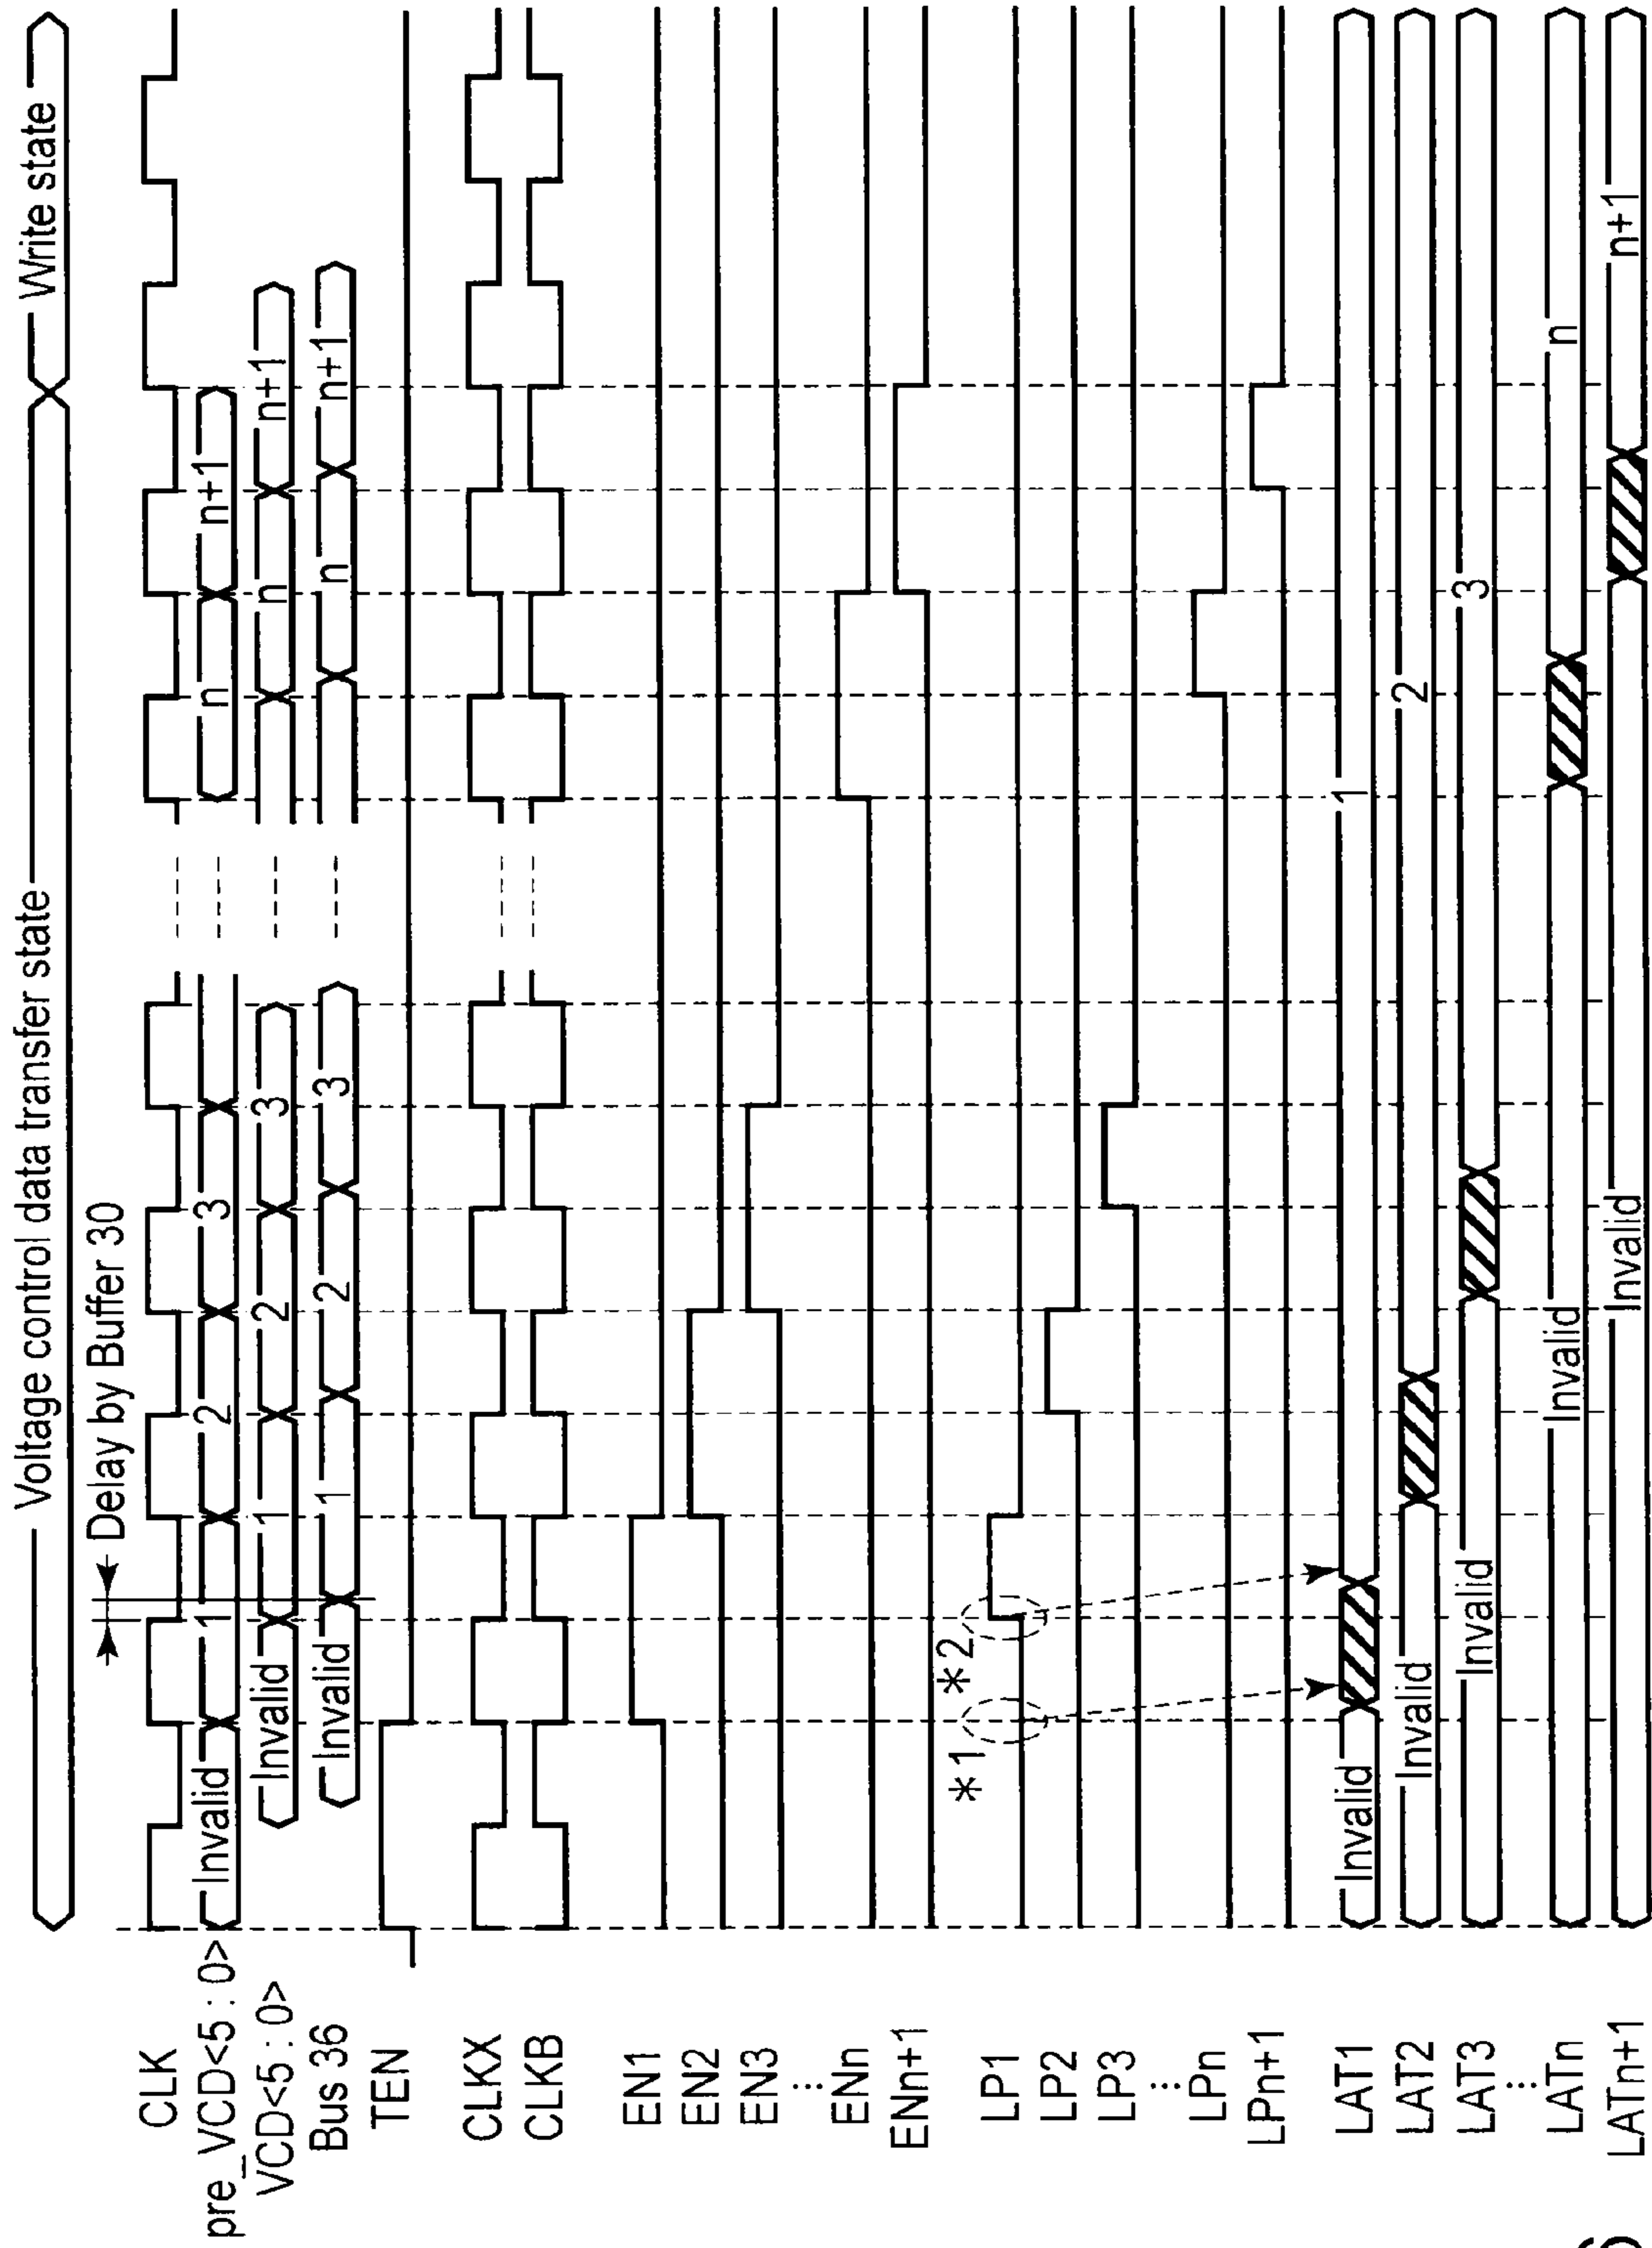 Voltage control data transfer state Write state
Delay by Buffer 30
CLK
pre_VCD<5 : 0> Invalid 1 2 3 n n+1
VCD<5 : 0> Invalid 1 2 3 n n+1
Bus 36 Invalid 1 2 3 n n+1
TEN
CLKX
CLKB
EN1
EN2
EN3
⋮
ENn
ENn+1
*1 *2
LP1
LP2
LP3
⋮
LPn
LPn+1
LAT1 Invalid 1
LAT2 Invalid 2
LAT3 Invalid 3
⋮
LATn Invalid n
LATn+1 Invalid n+1